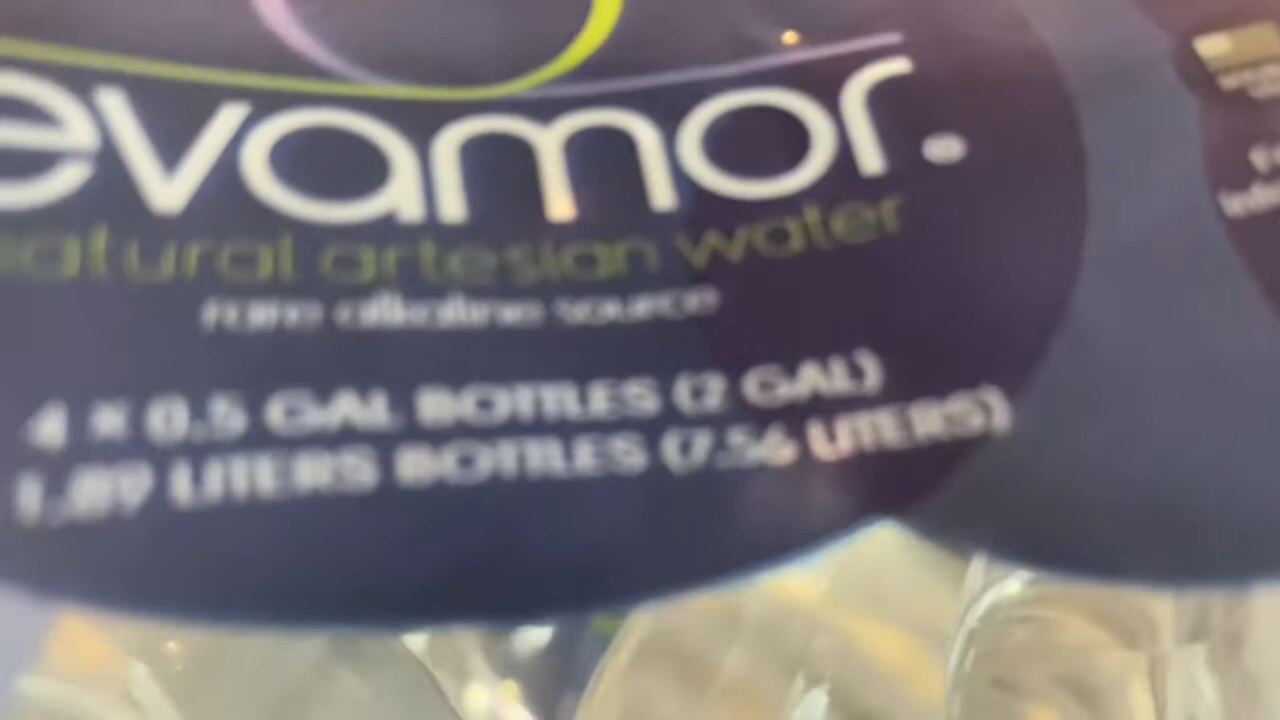 evamor.
natural artesian water
rare alkaline source
4 X 0.5 GAL BOTTLES (2 GAL)
1.89 LITERS BOTTLES (7.56 LITERS)